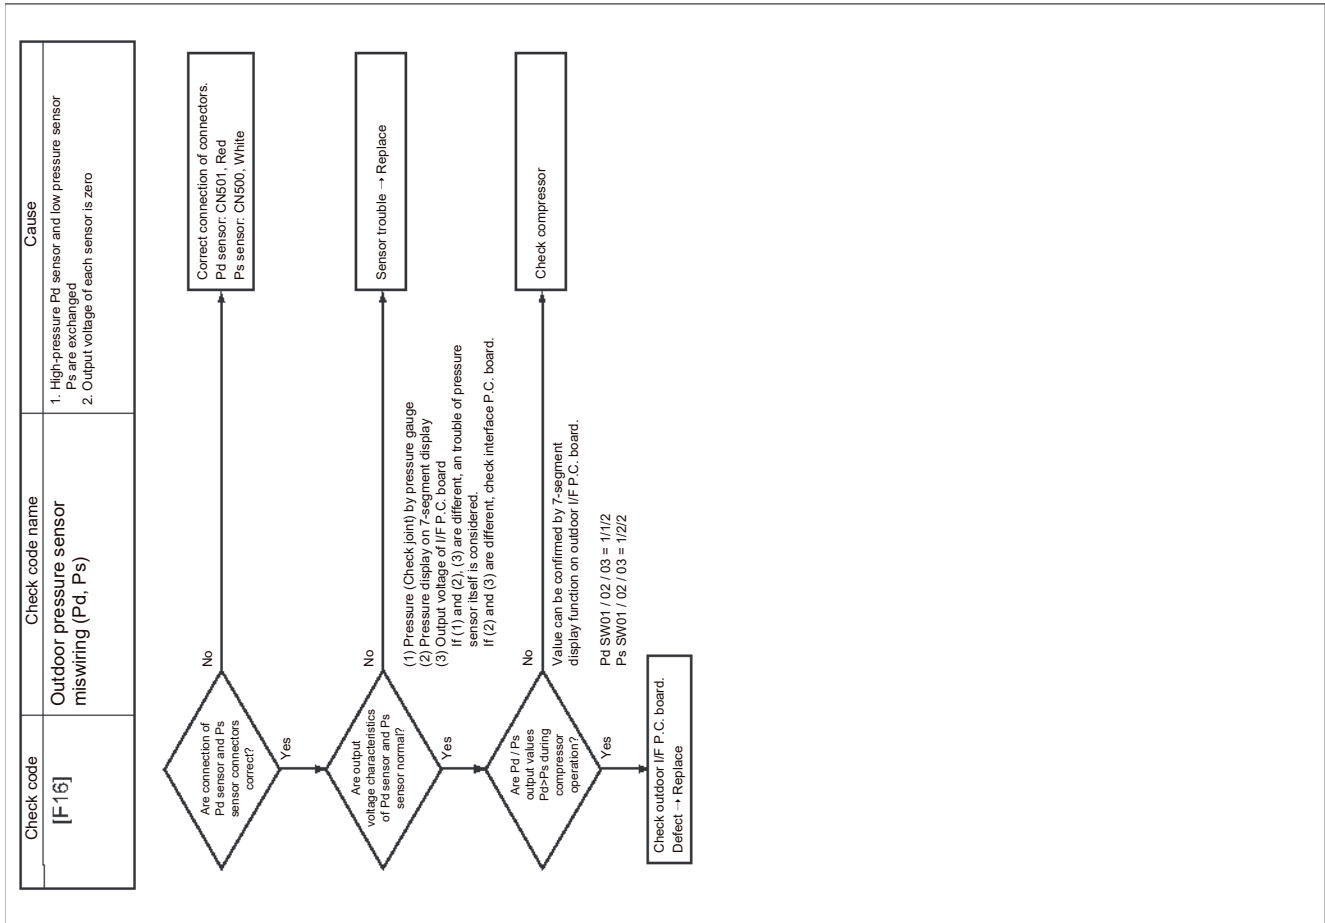 Check code
Check code name
Cause
[F16]
Outdoor pressure sensor
miswiring (Pd, Ps)
1. High-pressure Pd sensor and low pressure sensor
Ps are exchanged
2. Output voltage of each sensor is zero
Are connection of
Pd sensor and Ps
sensor connectors
correct?
No
Correct connection of connectors.
Pd sensor: CN501, Red
Ps sensor: CN500, White
Yes
Are output
voltage characteristics
of Pd sensor and Ps
sensor normal?
No
Sensor trouble → Replace
(1) Pressure (Check joint) by pressure gauge
(2) Pressure display on 7-segment display
(3) Output voltage of I/F P.C. board
If (1) and (2), (3) are different, an trouble of pressure
sensor itself is considered.
If (2) and (3) are different, check interface P.C. board.
Yes
Are Pd / Ps
output values
Pd>Ps during
compressor
operation?
No
Check compressor
Value can be confirmed by 7-segment
display function on outdoor I/F P.C. board.
Pd SW01 / 02 / 03 = 1/1/2
Ps SW01 / 02 / 03 = 1/2/2
Yes
Check outdoor I/F P.C. board.
Defect → Replace